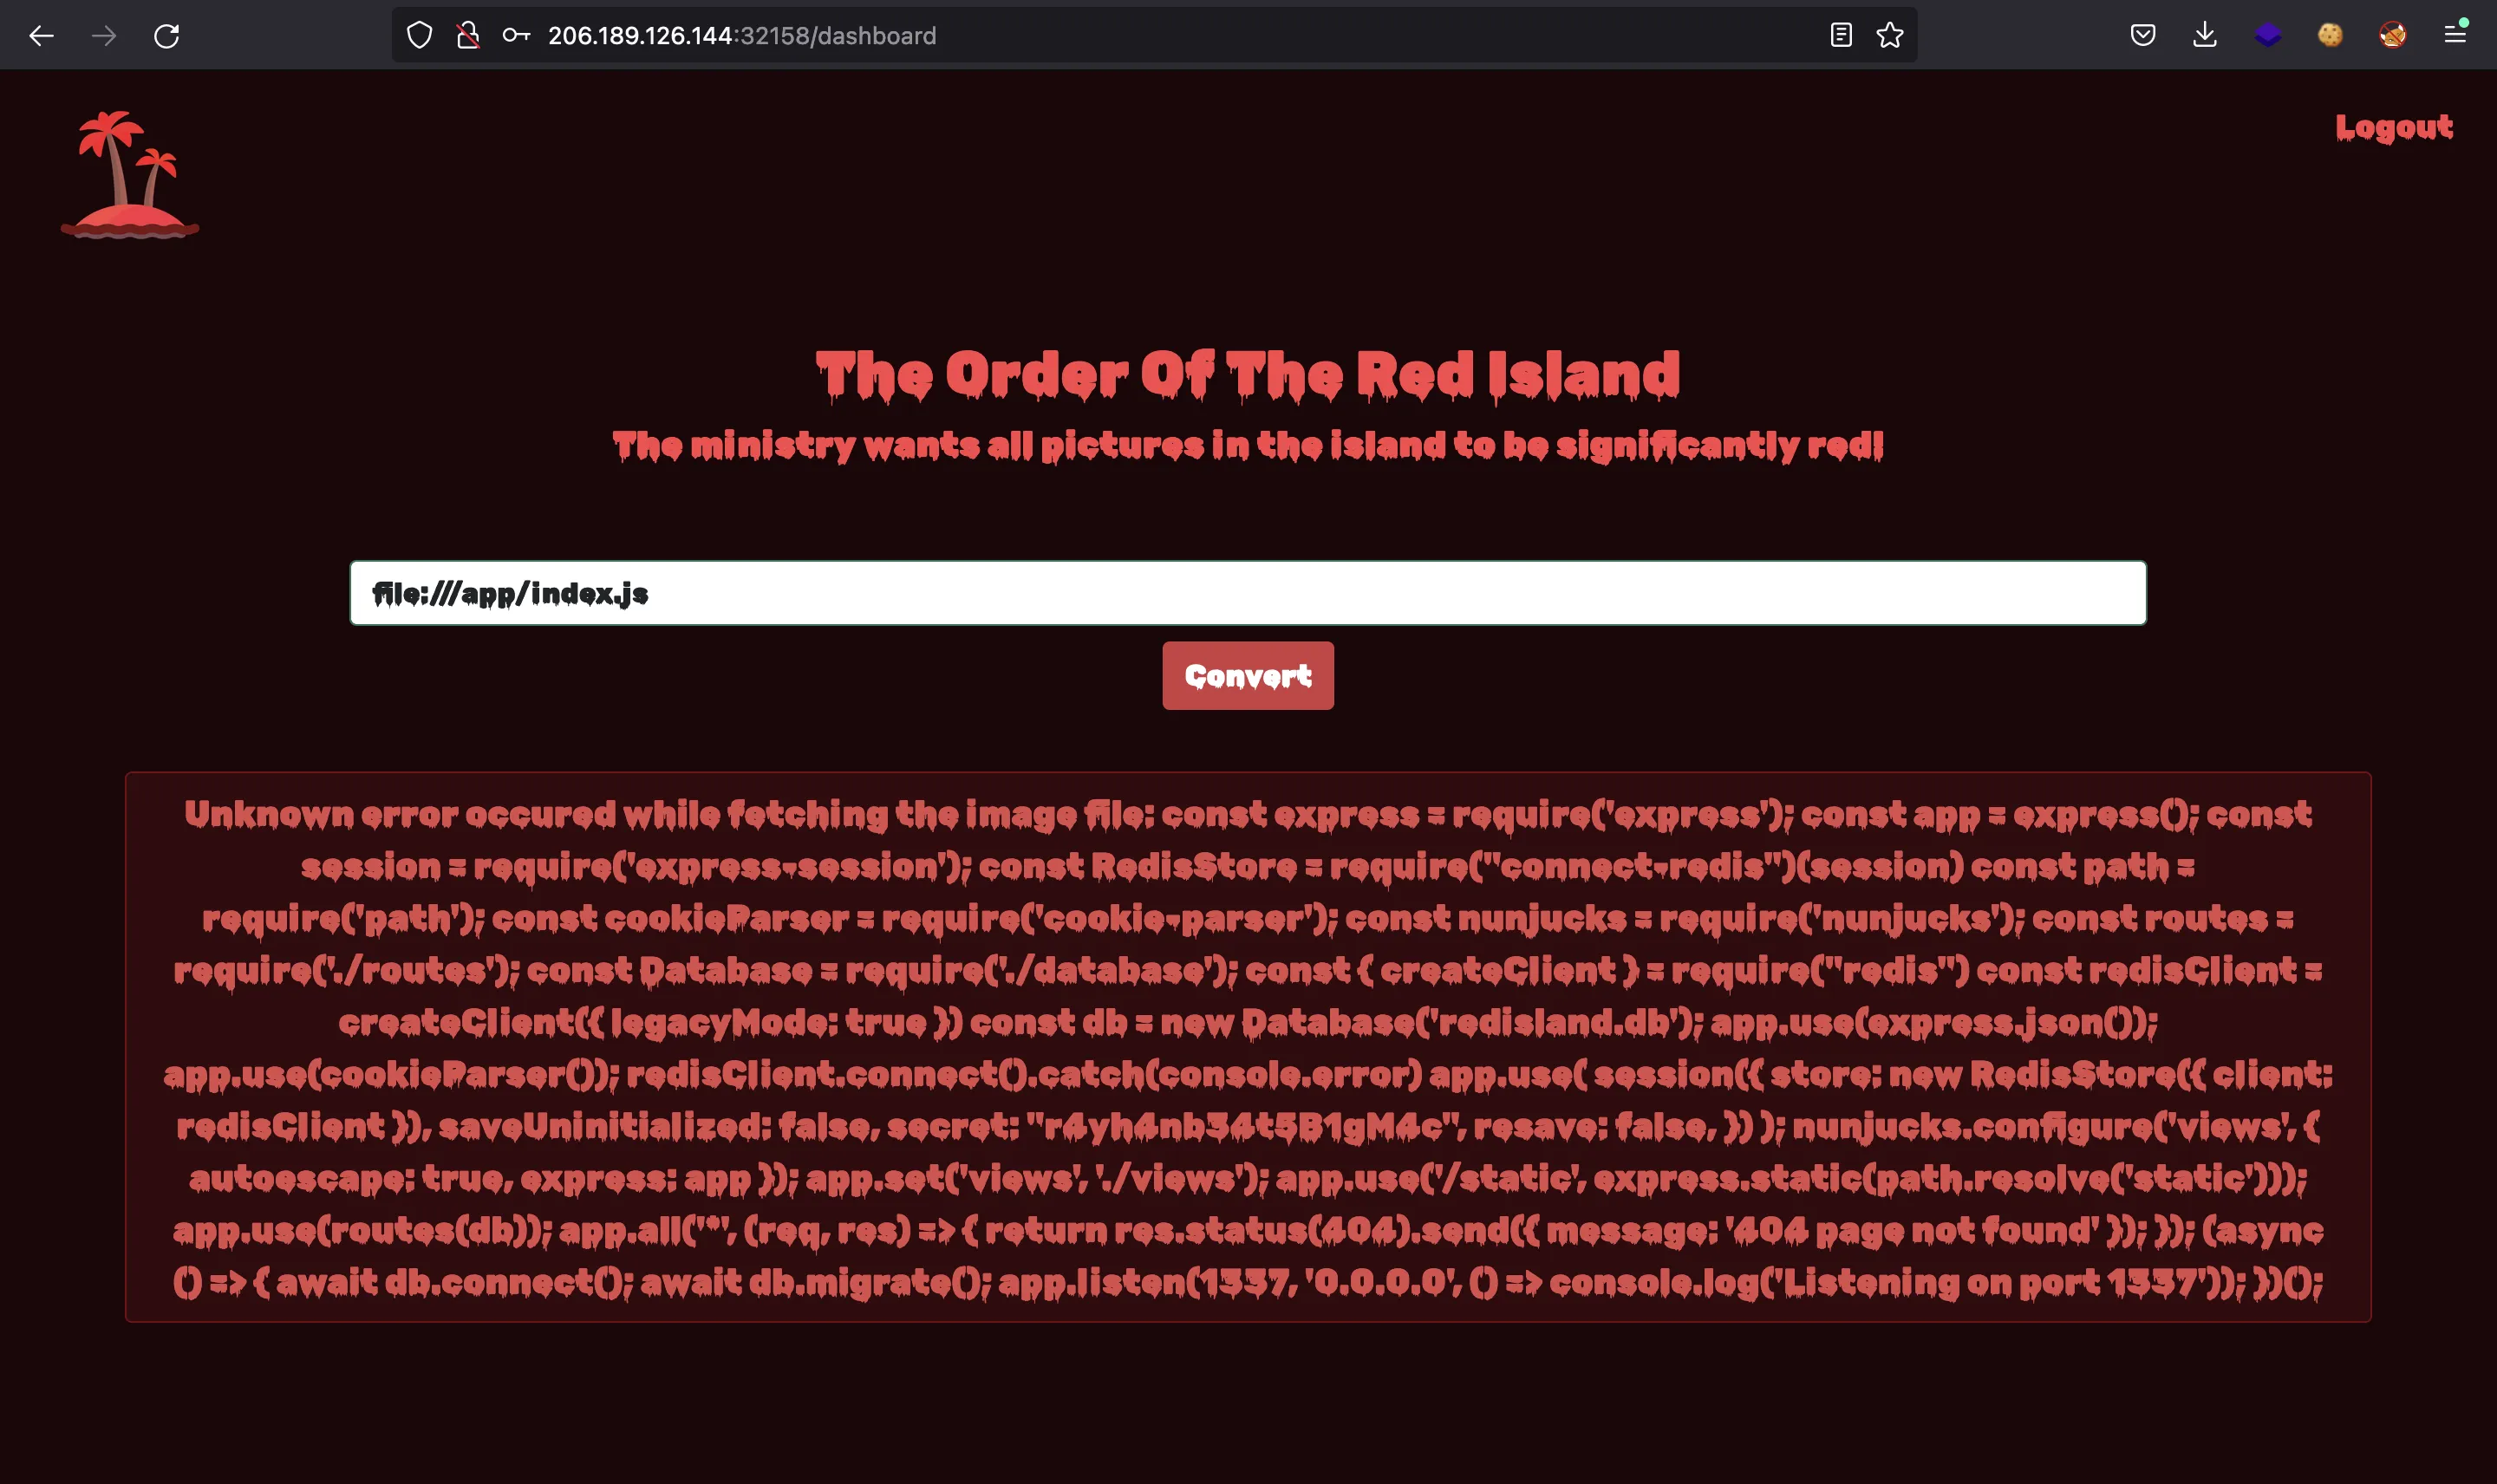 206.189.126.144:32158/dashboard
Logout
The Order Of The Red Island
The ministry wants all pictures in the island to be significantly red!
file:///app/index.js
Convert
Unknown error occured while fetching the image file: const express = require('express'); const app = express(); const
session = require('express-session'); const RedisStore = require("connect-redis")(session) const path =
require('path'); const cookieParser = require('cookie-parser'); const nunjucks = require('nunjucks'); const routes =
require('./routes'); const Database = require('./database'); const { createClient } = require("redis") const redisClient =
createClient({ legacyMode: true }) const db = new Database('redisland.db'); app.use(express.json());
app.use(cookieParser()); redisClient.connect().catch(console.error) app.use( session({ store: new RedisStore({ client:
redisClient }), saveUninitialized: false, secret: "r4yh4nb34t5B1gM4c", resave: false, }) ); nunjucks.configure('views', {
autoescape: true, express: app }); app.set('views', './views'); app.use('/static', express.static(path.resolve('static')));
app.use(routes(db)); app.all('*', (req, res) => { return res.status(404).send({ message: '404 page not found' }); }); (async
() => { await db.connect(); await db.migrate(); app.listen(1337, '0.0.0.0', () => console.log('Listening on port 1337')); })();